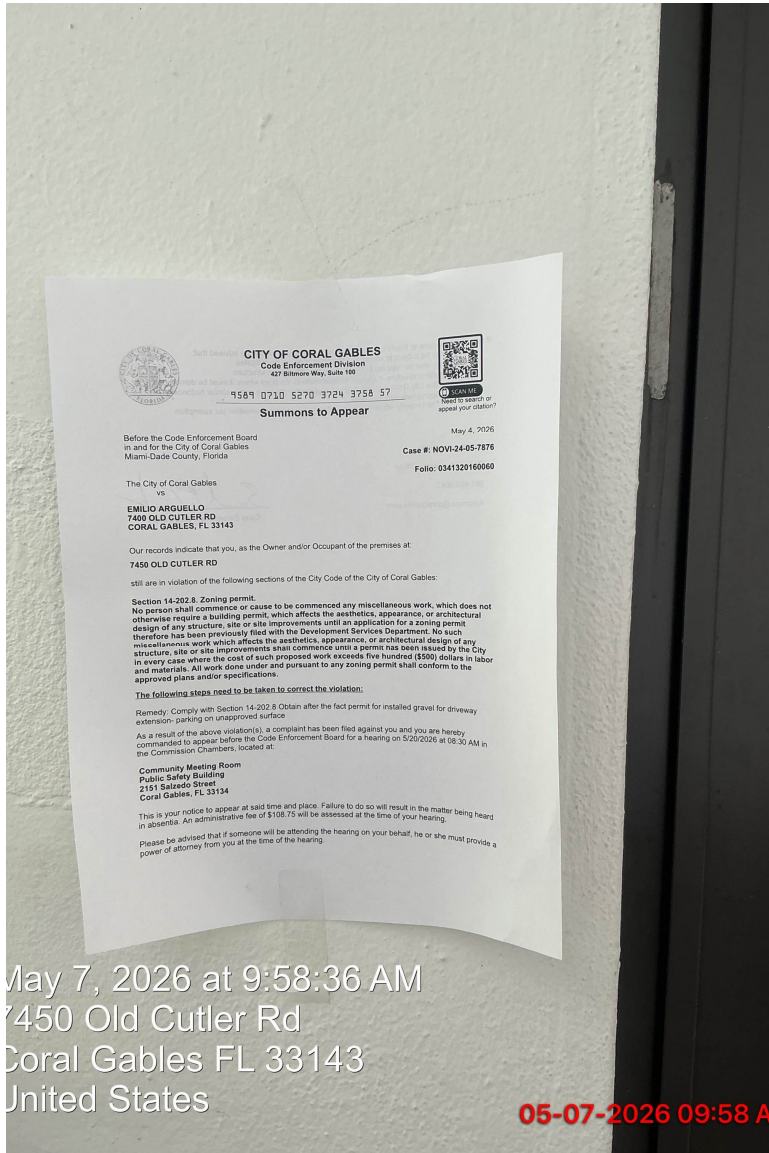 CITY OF CORAL GABLES
Code Enforcement Division
427 Biltmore Way, Suite 100
9589 0710 5270 3724 3758 57
Summons to Appear
CITY OF CORAL GABLES
FLORIDA
SCAN ME
Need to search or
appeal your citation?
May 4, 2026
Before the Code Enforcement Board
in and for the City of Coral Gables
Miami-Dade County, Florida
Case #: NOVI-24-05-7876
Folio: 0341320160060
The City of Coral Gables
vs
EMILIO ARGUELLO
7400 OLD CUTLER RD
CORAL GABLES, FL 33143
Our records indicate that you, as the Owner and/or Occupant of the premises at:
7450 OLD CUTLER RD
still are in violation of the following sections of the City Code of the City of Coral Gables:
Section 14-202.8. Zoning permit.
No person shall commence or cause to be commenced any miscellaneous work, which does not
otherwise require a building permit, which affects the aesthetics, appearance, or architectural
design of any structure, site or site improvements until an application for a zoning permit
therefore has been previously filed with the Development Services Department. No such
miscellaneous work which affects the aesthetics, appearance, or architectural design of any
structure, site or site improvements shall commence until a permit has been issued by the City
in every case where the cost of such proposed work exceeds five hundred ($500) dollars in labor
and materials. All work done under and pursuant to any zoning permit shall conform to the
approved plans and/or specifications.
The following steps need to be taken to correct the violation:
Remedy: Comply with Section 14-202.8 Obtain after the fact permit for installed gravel for driveway
extension- parking on unapproved surface
As a result of the above violation(s), a complaint has been filed against you and you are hereby
commanded to appear before the Code Enforcement Board for a hearing on 5/20/2026 at 08:30 AM in
the Commission Chambers, located at:
Community Meeting Room
Public Safety Building
2151 Salzedo Street
Coral Gables, FL 33134
This is your notice to appear at said time and place. Failure to do so will result in the matter being heard
in absentia. An administrative fee of $108.75 will be assessed at the time of your hearing.
Please be advised that if someone will be attending the hearing on your behalf, he or she must provide a
power of attorney from you at the time of the hearing.
May 7, 2026 at 9:58:36 AM
7450 Old Cutler Rd
Coral Gables FL 33143
United States
05-07-2026 09:58 A